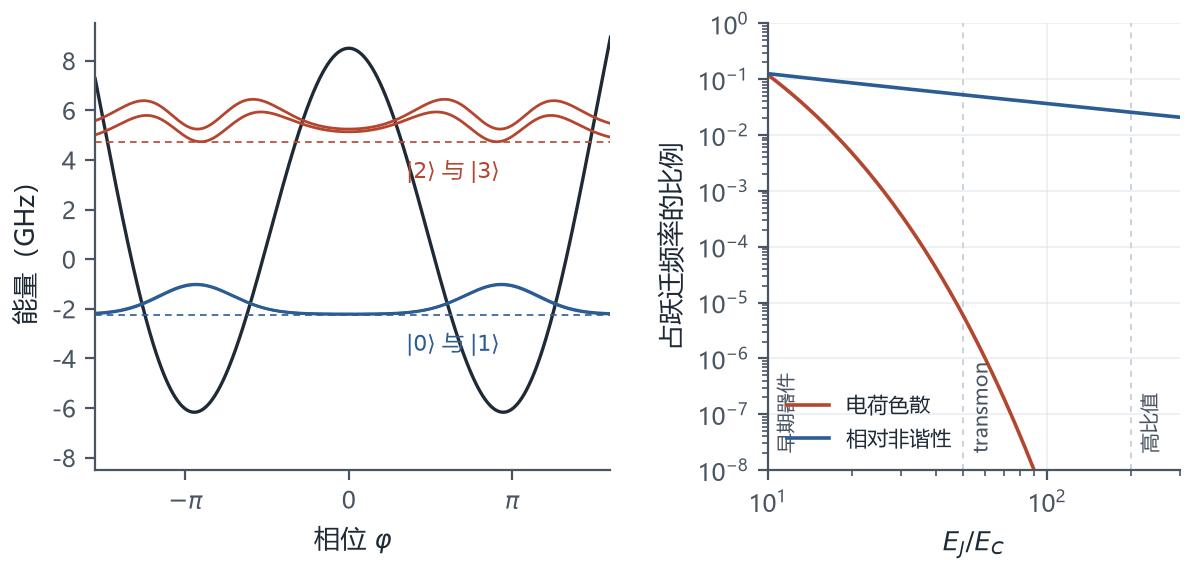 能量（GHz）
8
6
4
2
0
-2
-4
-6
-8
|2⟩ 与 |3⟩
|0⟩ 与 |1⟩
−π
0
π
相位 φ
占跃迁频率的比例
10⁰
10⁻¹
10⁻²
10⁻³
10⁻⁴
10⁻⁵
10⁻⁶
10⁻⁷
10⁻⁸
早期器件
transmon
高比值
电荷色散
相对非谐性
10¹
10²
E_J/E_C